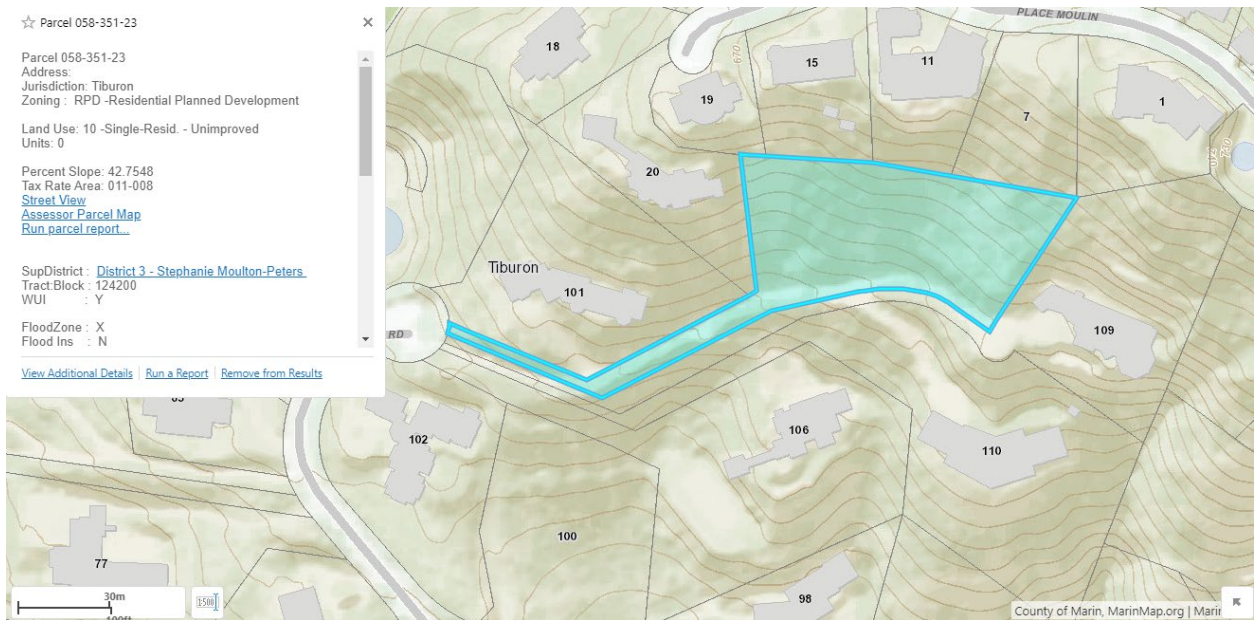 Parcel 058-351-23
Parcel 058-351-23
Address:
Jurisdiction: Tiburon
Zoning : RPD -Residential Planned Development
Land Use: 10 -Single-Resid. - Unimproved
Units: 0
Percent Slope: 42.7548
Tax Rate Area: 011-008
Street View
Assessor Parcel Map
Run parcel report...
SupDistrict : District 3 - Stephanie Moulton-Peters
Tract:Block : 124200
WUI : Y
FloodZone : X
Flood Ins : N
View Additional Details Run a Report Remove from Results
PLACE MOULIN
18
670
15
11
19
7
1
730
20
Tiburon
101
RD
109
102
106
110
100
77
98
30m
100ft
County of Marin, MarinMap.org |